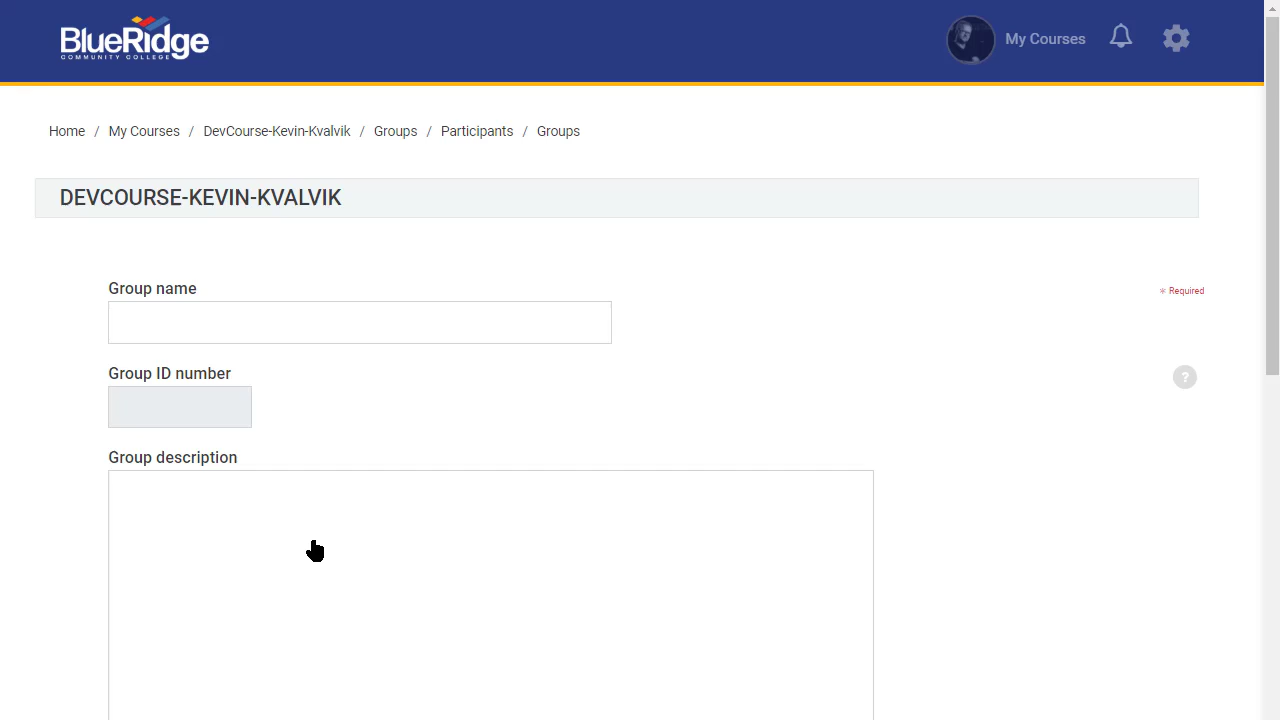 BlueRidge
COMMUNITY COLLEGE
My Courses
Home / My Courses / DevCourse-Kevin-Kvalvik / Groups / Participants / Groups
DEVCOURSE-KEVIN-KVALVIK
Group name
* Required
Group ID number
?
Group description